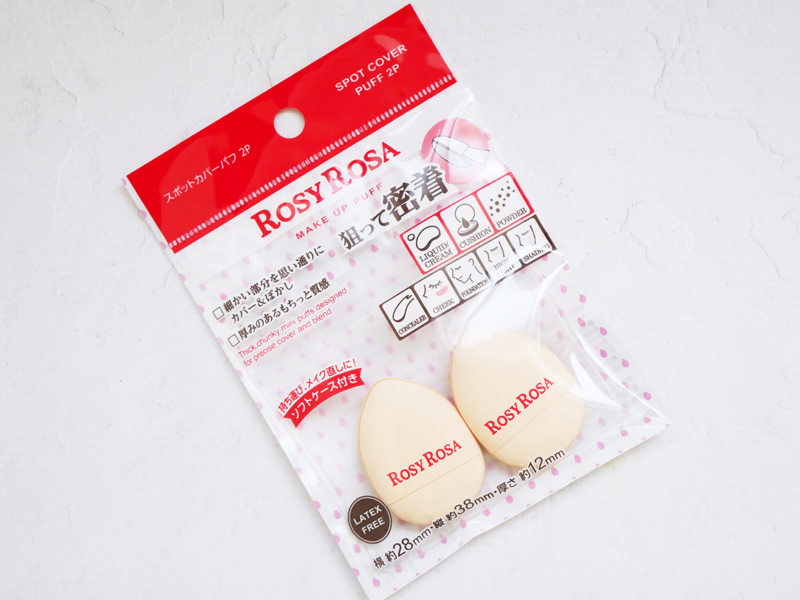 SPOT COVER
PUFF 2P
スポットカバーパフ 2P
ROSY ROSA
MAKE UP PUFF
狙って密着
LIQUID/
CREAM
CUSHION
POWDER
CONCEALER
CHEEK
FOUNDATION
HIGH
SHADING
□細かい部分を思い通りに
カバー&ぼかし
□厚みのあるもちっと質感
Thick,chunky mini puffs designed
for precise cover and blend
持ち運び、メイク直しに!
ソフトケース付き
ROSY ROSA
ROSY ROSA
LATEX
FREE
横 約28mm・縦 約38mm・厚さ 約12mm